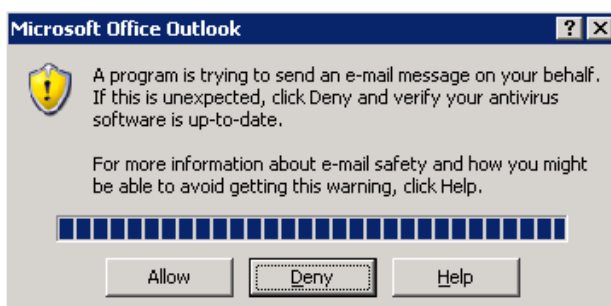 Microsoft Office Outlook
A program is trying to send an e-mail message on your behalf.
If this is unexpected, click Deny and verify your antivirus
software is up-to-date.
For more information about e-mail safety and how you might
be able to avoid getting this warning, click Help.
Allow Deny Help